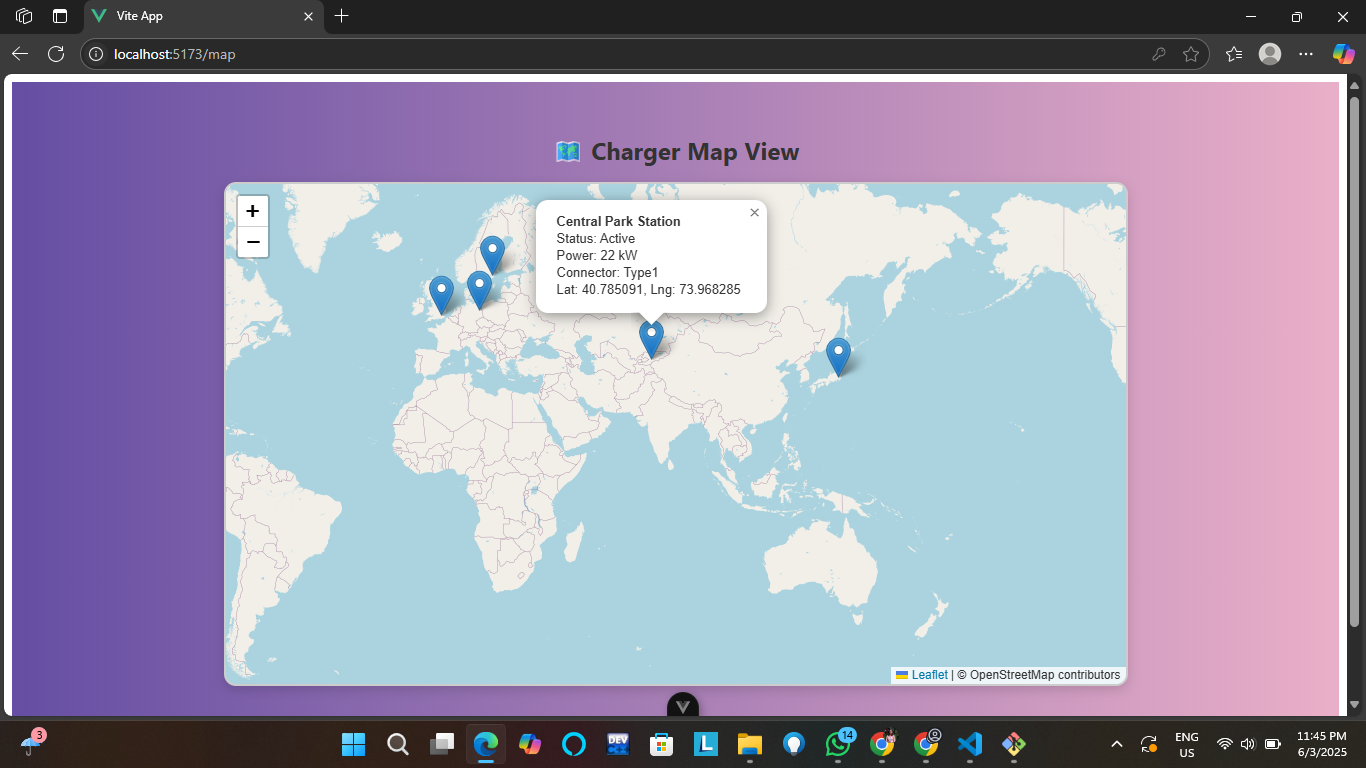 Vite App
localhost:5173/map
Charger Map View
+
−
Central Park Station
Status: Active
Power: 22 kW
Connector: Type1
Lat: 40.785091, Lng: 73.968285
×
Leaflet | © OpenStreetMap contributors
3
DEV
L
14
ENG
US
11:45 PM
6/3/2025